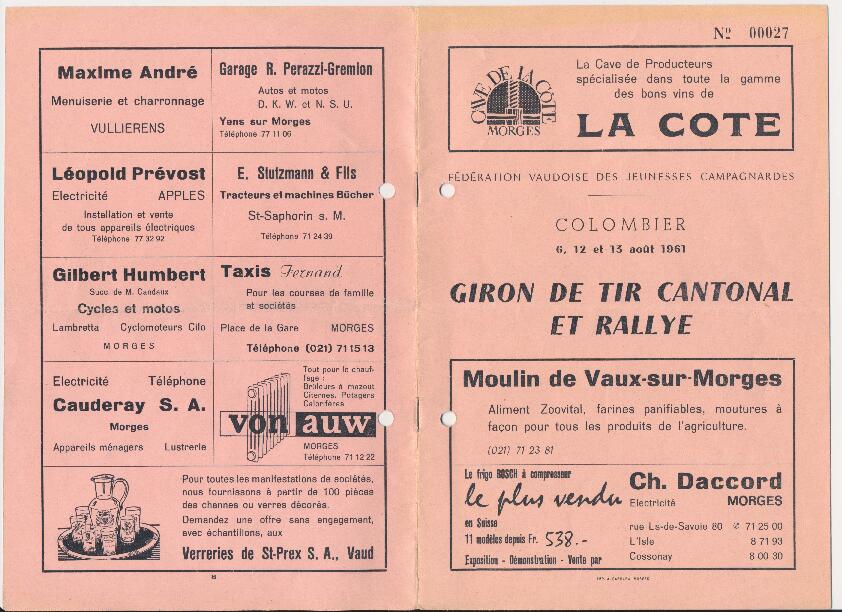 Maxime André
Menuiserie et charronnage
VULLIERENS
Garage R. Perazzi-Gremion
Autos et motos
D. K. W. et N. S. U.
Yens sur Morges
Téléphone 77 11 06
Léopold Prévost
Electricité APPLES
Installation et vente
de tous appareils électriques
Téléphone 77 32 92
E. Stutzmann & Fils
Tracteurs et machines Bücher
St-Saphorin s. M.
Téléphone 71 24 39
Gilbert Humbert
Succ. de M. Candaux
Cycles et motos
Lambretta Cyclomoteurs Cilo
MORGES
Taxis Fernand
Pour les courses de famille
et sociétés
Place de la Gare MORGES
Téléphone (021) 71 15 13
Electricité Téléphone
Cauderay S. A.
Morges
Appareils ménagers Lustrerie
Tout pour le chauf-
fage :
Brûleurs à mazout
Citernes, Potagers
Calorifères
von auw
MORGES
Téléphone 71 12 22
Pour toutes les manifestations de sociétés,
nous fournissons à partir de 100 pièces
des channes ou verres décorés.
Demandez une offre sans engagement,
avec échantillons, aux
Verreries de St-Prex S. A., Vaud
8
No 00027
CAVE DE LA COTE
MORGES
La Cave de Producteurs
spécialisée dans toute la gamme
des bons vins de
LA COTE
FÉDÉRATION VAUDOISE DES JEUNESSES CAMPAGNARDES
COLOMBIER
6, 12 et 13 août 1961
GIRON DE TIR CANTONAL
ET RALLYE
Moulin de Vaux-sur-Morges
Aliment Zoovital, farines panifiables, moutures à
façon pour tous les produits de l'agriculture.
(021) 71 23 81
Le frigo BOSCH à compresseur
le plus vendu
en Suisse
11 modèles depuis Fr. 538.-
Exposition - Démonstration - Vente par
Ch. Daccord
Electricité MORGES
rue Ls-de-Savoie 80 ✆ 71 25 00
L'Isle 8 71 93
Cossonay 8 00 30